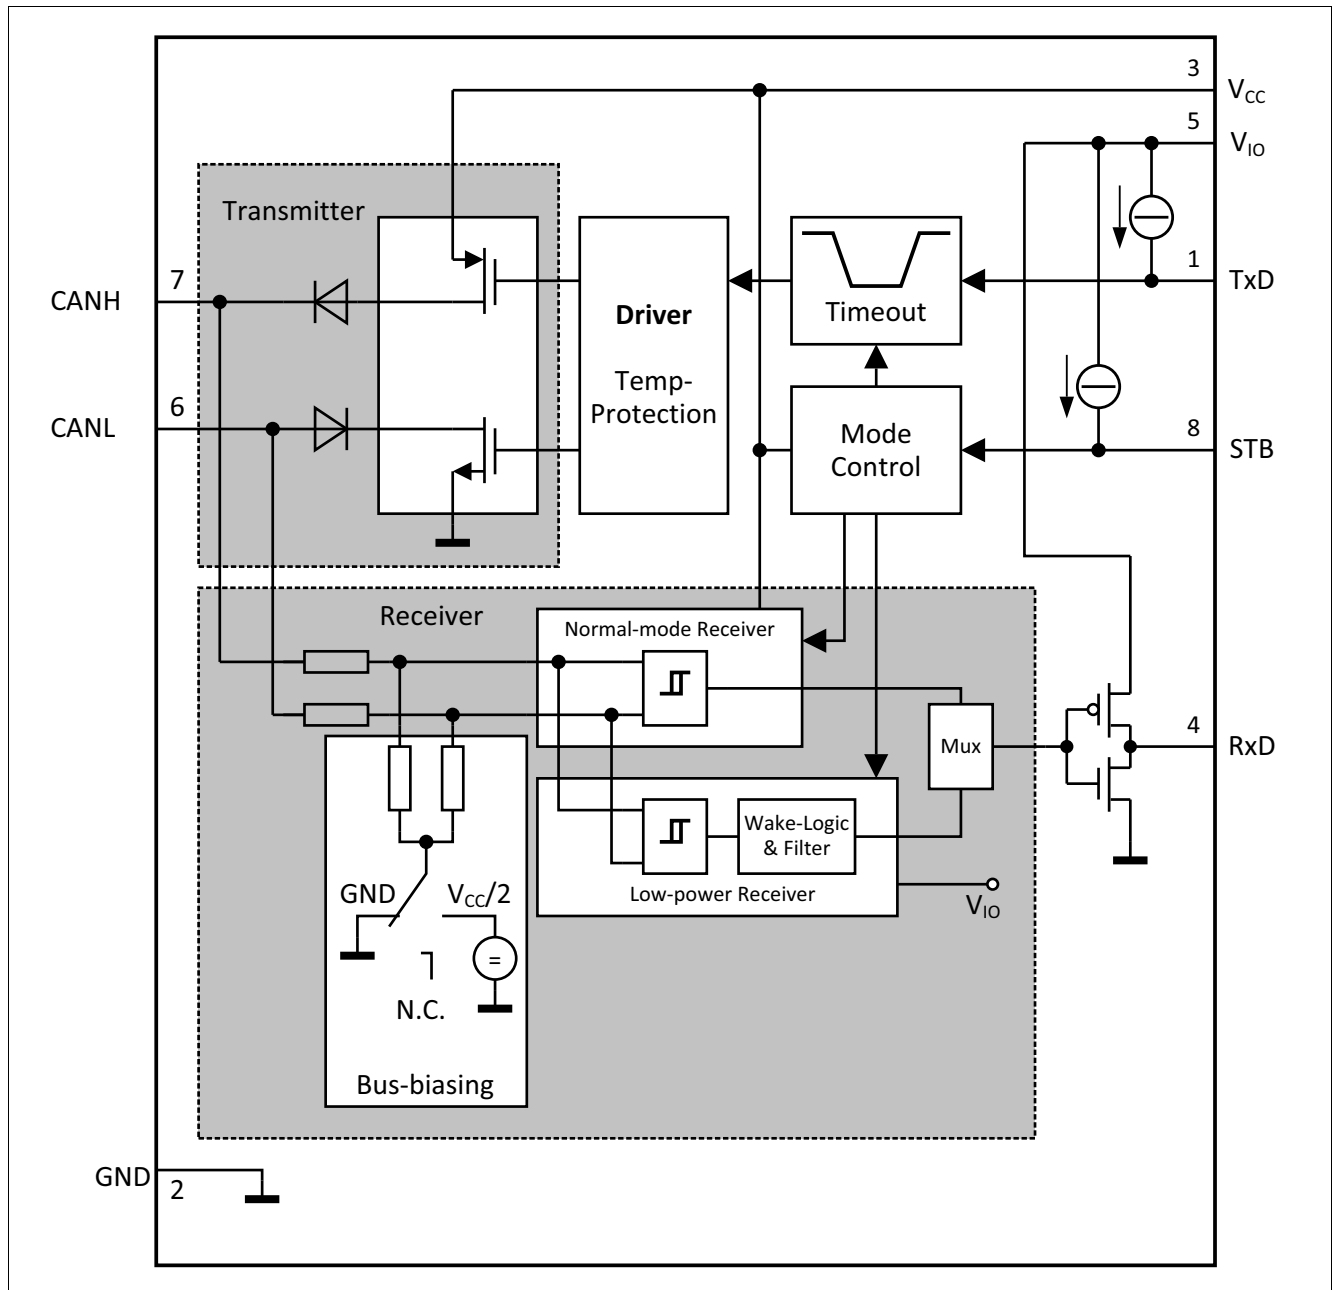 3
VCC
5
VIO
Transmitter
7
CANH
1
TxD
Timeout
Driver
Temp-
Protection
6
CANL
Mode
Control
8
STB
Receiver
Normal-mode Receiver
Mux
4
RxD
Wake-Logic
& Filter
Low-power Receiver
VIO
GND
VCC/2
=
N.C.
Bus-biasing
GND
2